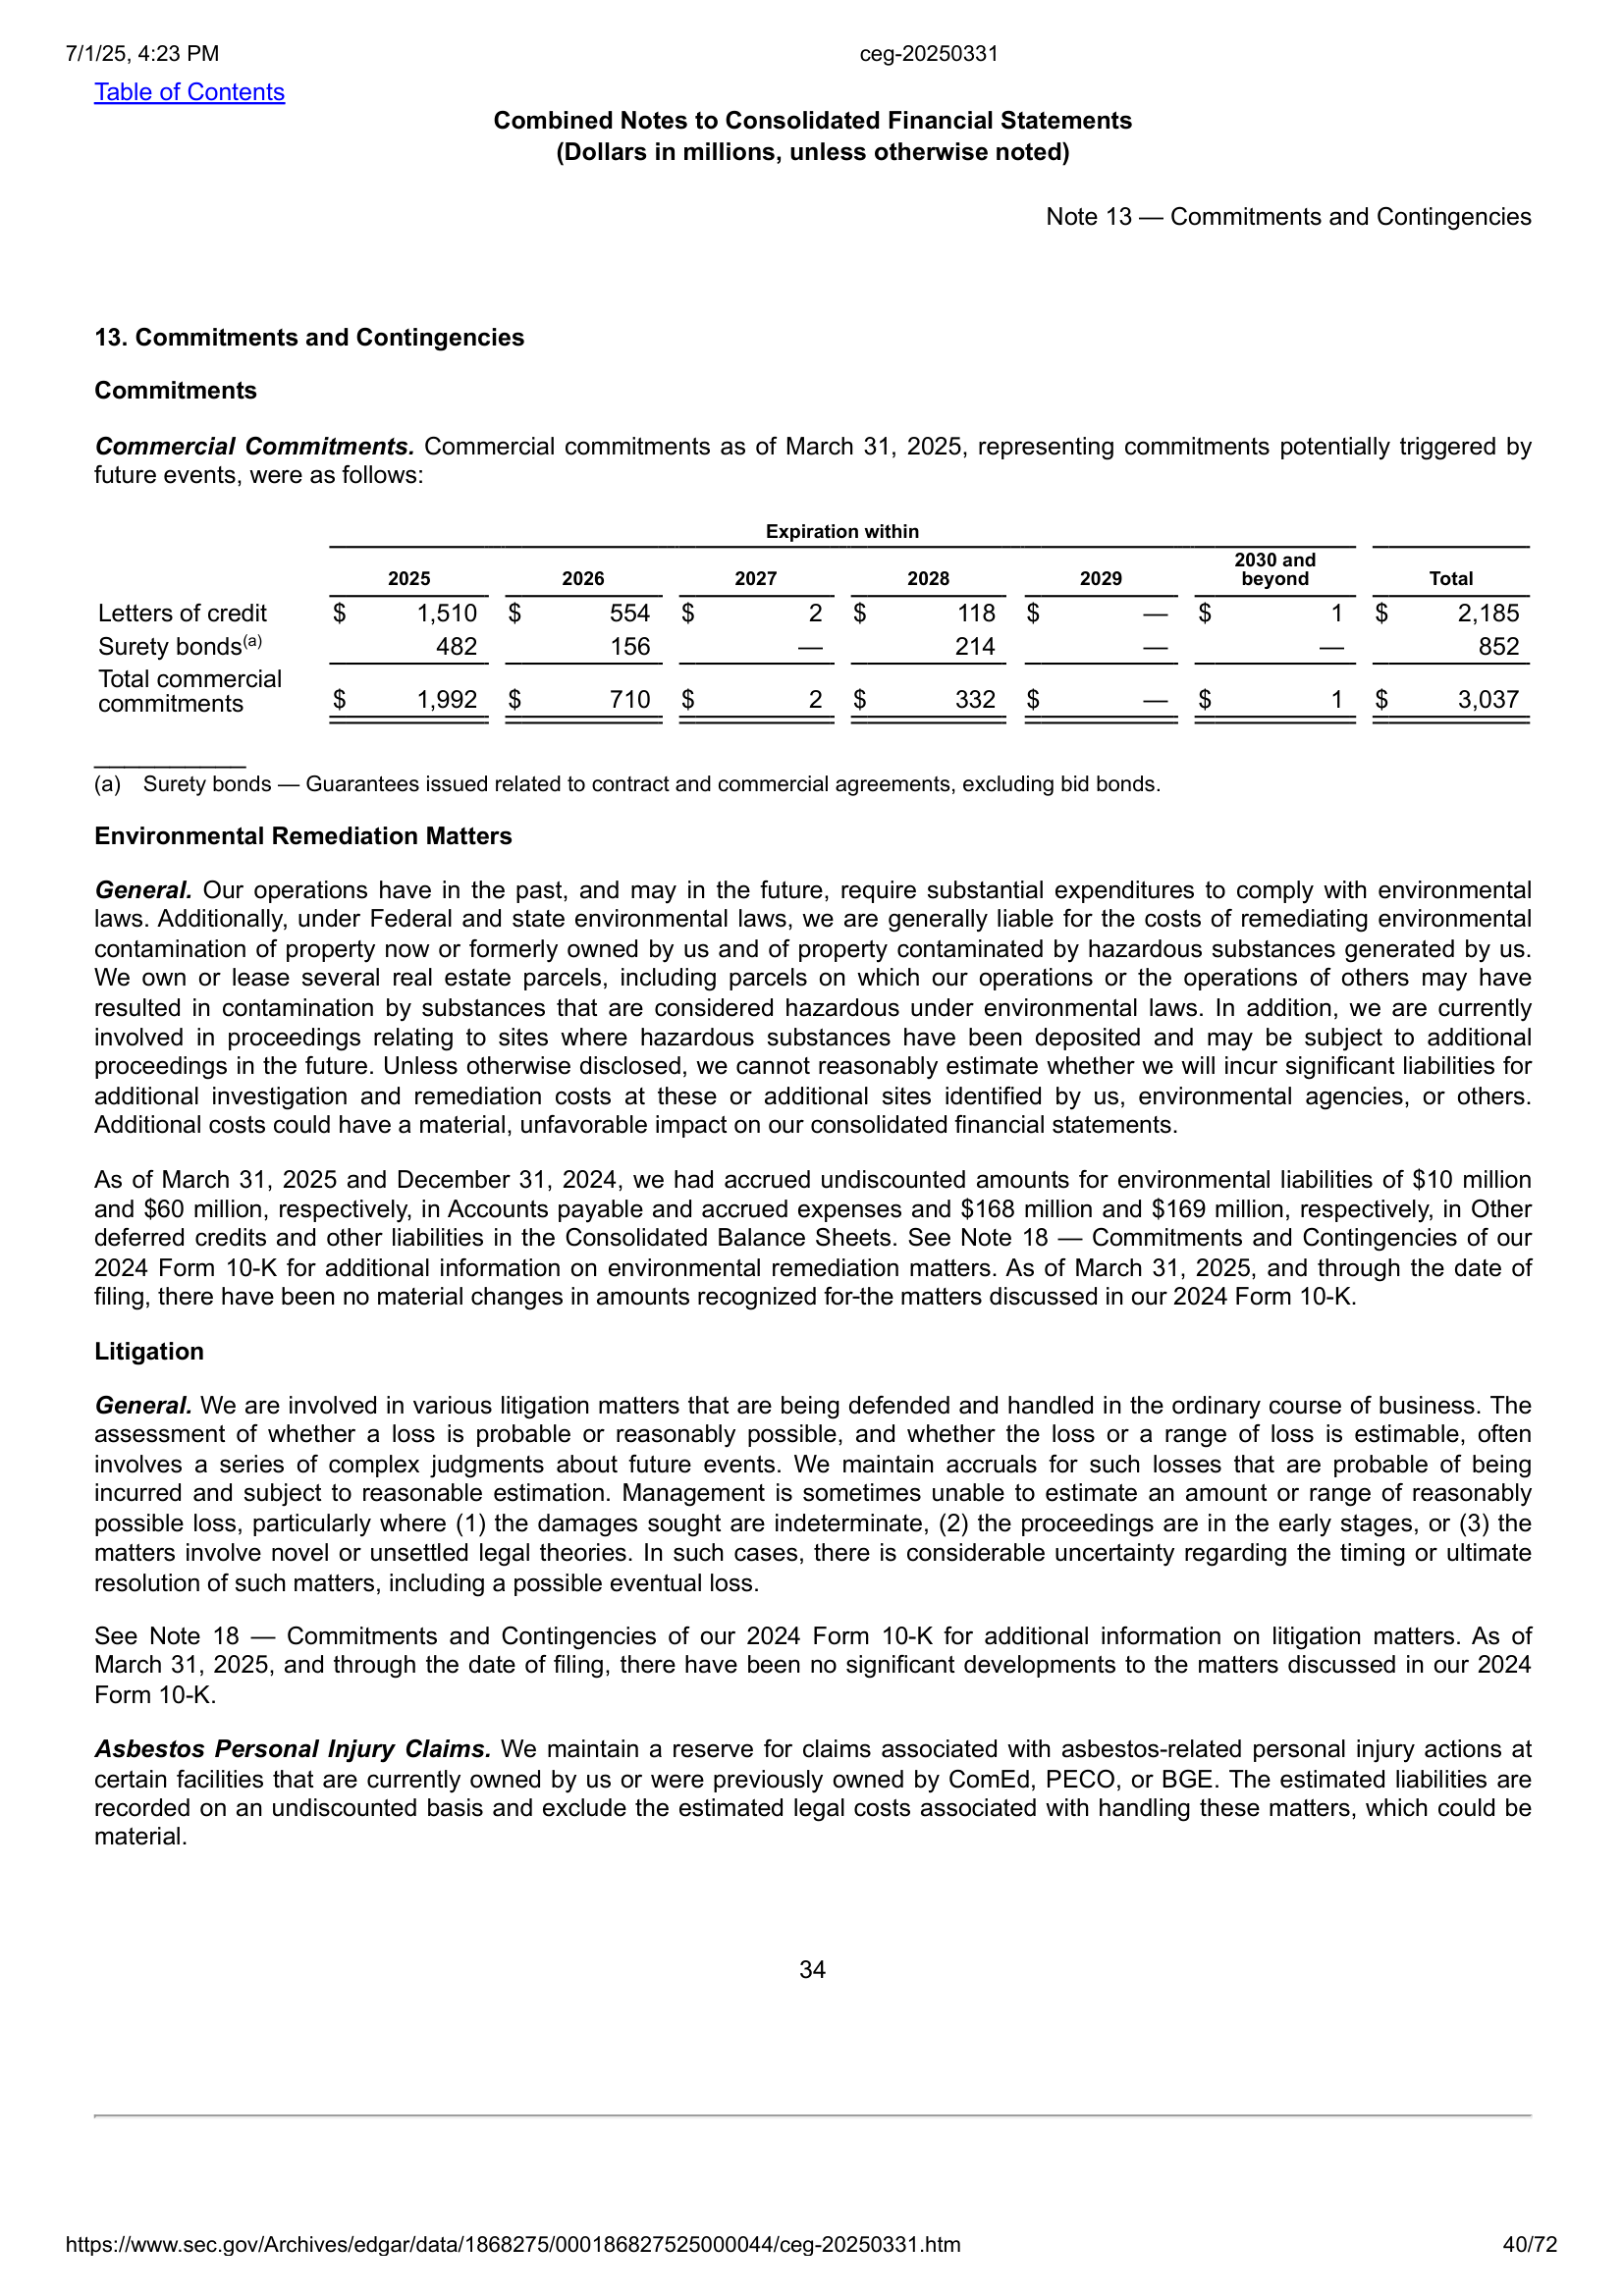 7/1/25, 4:23 PM ceg-20250331
Table of Contents
Combined Notes to Consolidated Financial Statements
(Dollars in millions, unless otherwise noted)
Note 13 — Commitments and Contingencies
13. Commitments and Contingencies
Commitments
Commercial Commitments. Commercial commitments as of March 31, 2025, representing commitments potentially triggered by
future events, were as follows:
Expiration within
2025 2026 2027 2028 2029 2030 and beyond Total
Letters of credit $ 1,510 $ 554 $ 2 $ 118 $ — $ 1 $ 2,185
Surety bonds(a) 482 156 — 214 — — 852
Total commercial
commitments $ 1,992 $ 710 $ 2 $ 332 $ — $ 1 $ 3,037
(a) Surety bonds — Guarantees issued related to contract and commercial agreements, excluding bid bonds.
Environmental Remediation Matters
General. Our operations have in the past, and may in the future, require substantial expenditures to comply with environmental
laws. Additionally, under Federal and state environmental laws, we are generally liable for the costs of remediating environmental
contamination of property now or formerly owned by us and of property contaminated by hazardous substances generated by us.
We own or lease several real estate parcels, including parcels on which our operations or the operations of others may have
resulted in contamination by substances that are considered hazardous under environmental laws. In addition, we are currently
involved in proceedings relating to sites where hazardous substances have been deposited and may be subject to additional
proceedings in the future. Unless otherwise disclosed, we cannot reasonably estimate whether we will incur significant liabilities for
additional investigation and remediation costs at these or additional sites identified by us, environmental agencies, or others.
Additional costs could have a material, unfavorable impact on our consolidated financial statements.
As of March 31, 2025 and December 31, 2024, we had accrued undiscounted amounts for environmental liabilities of $10 million
and $60 million, respectively, in Accounts payable and accrued expenses and $168 million and $169 million, respectively, in Other
deferred credits and other liabilities in the Consolidated Balance Sheets. See Note 18 — Commitments and Contingencies of our
2024 Form 10-K for additional information on environmental remediation matters. As of March 31, 2025, and through the date of
filing, there have been no material changes in amounts recognized for-the matters discussed in our 2024 Form 10-K.
Litigation
General. We are involved in various litigation matters that are being defended and handled in the ordinary course of business. The
assessment of whether a loss is probable or reasonably possible, and whether the loss or a range of loss is estimable, often
involves a series of complex judgments about future events. We maintain accruals for such losses that are probable of being
incurred and subject to reasonable estimation. Management is sometimes unable to estimate an amount or range of reasonably
possible loss, particularly where (1) the damages sought are indeterminate, (2) the proceedings are in the early stages, or (3) the
matters involve novel or unsettled legal theories. In such cases, there is considerable uncertainty regarding the timing or ultimate
resolution of such matters, including a possible eventual loss.
See Note 18 — Commitments and Contingencies of our 2024 Form 10-K for additional information on litigation matters. As of
March 31, 2025, and through the date of filing, there have been no significant developments to the matters discussed in our 2024
Form 10-K.
Asbestos Personal Injury Claims. We maintain a reserve for claims associated with asbestos-related personal injury actions at
certain facilities that are currently owned by us or were previously owned by ComEd, PECO, or BGE. The estimated liabilities are
recorded on an undiscounted basis and exclude the estimated legal costs associated with handling these matters, which could be
material.
34
https://www.sec.gov/Archives/edgar/data/1868275/000186827525000044/ceg-20250331.htm 40/72